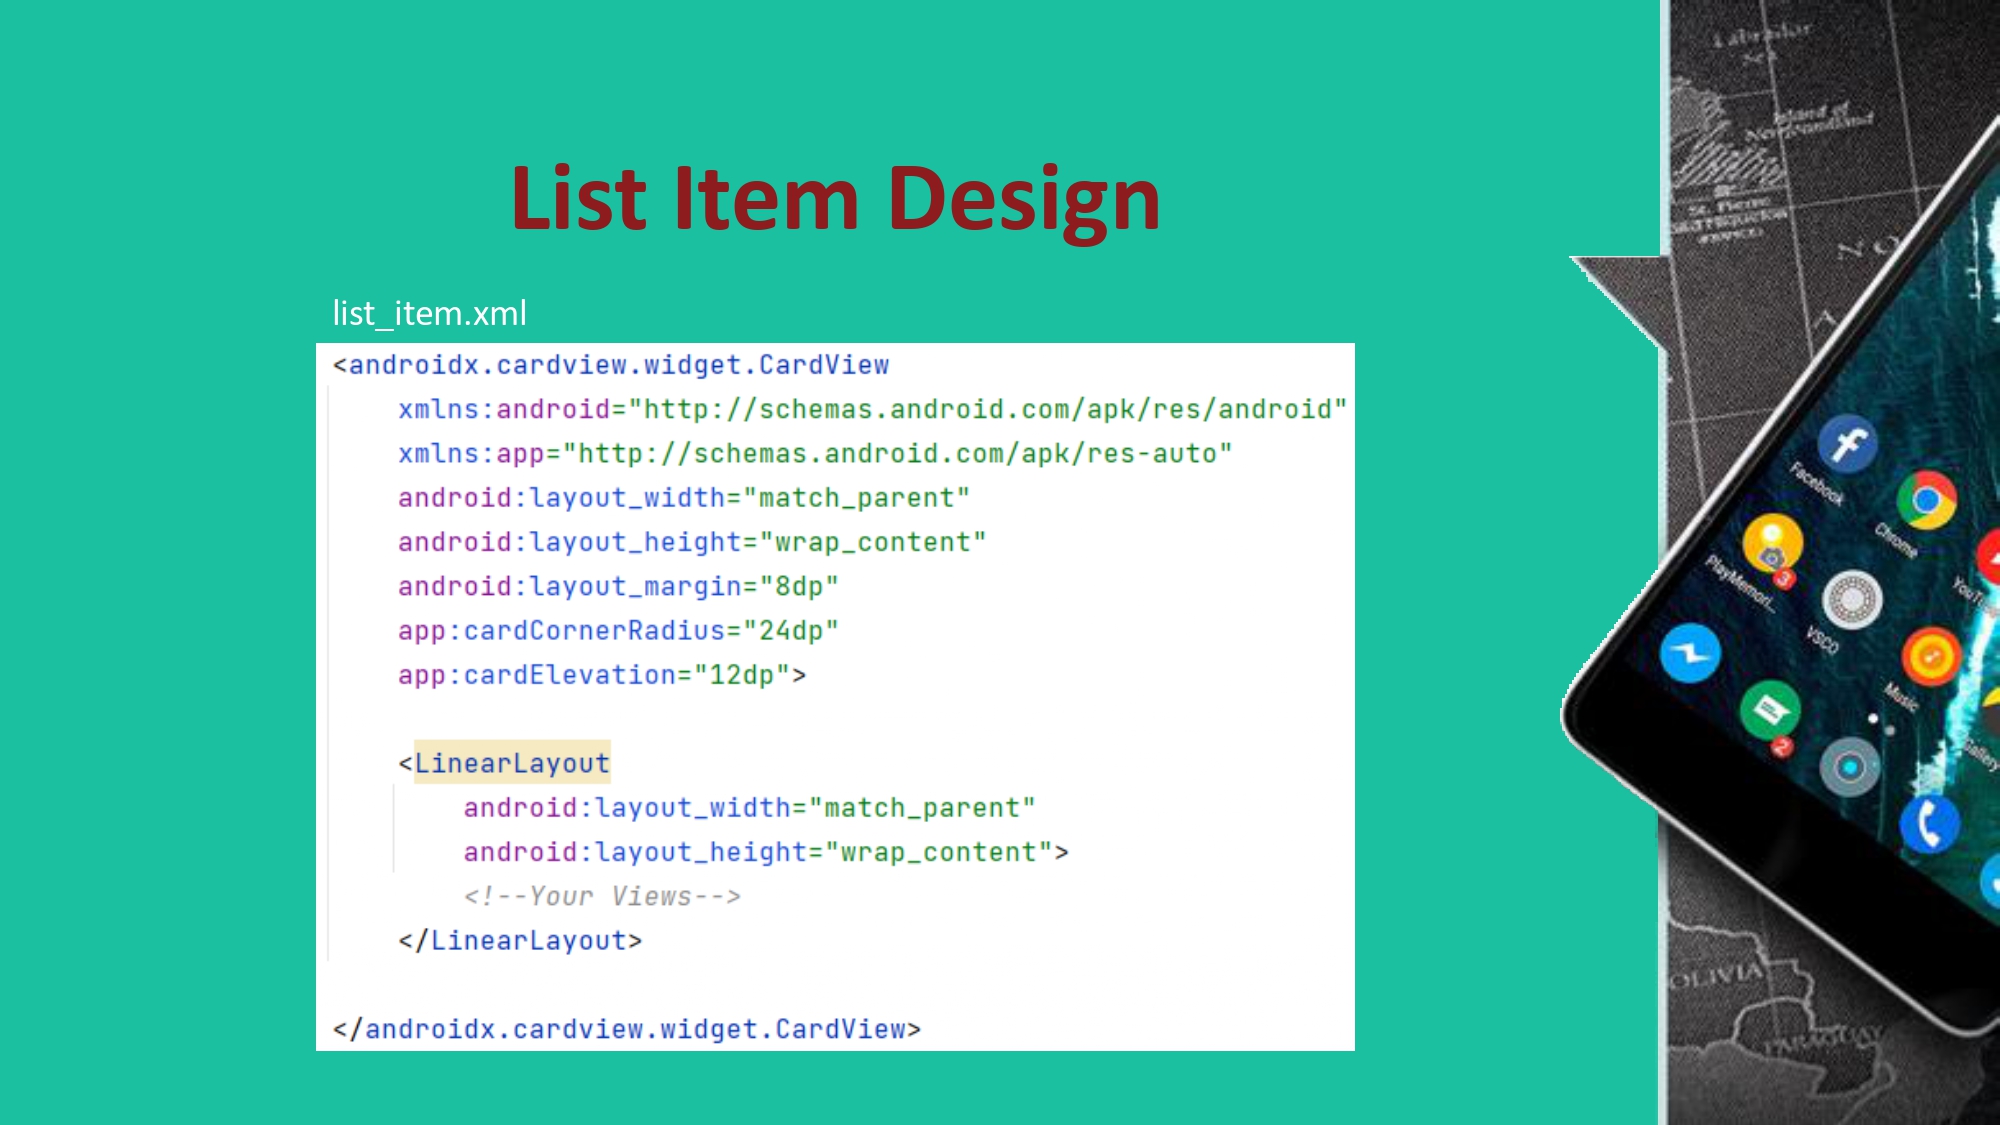 List Item Design
list_item.xml
<androidx.cardview.widget.CardView
xmlns:android="http://schemas.android.com/apk/res/android"
xmlns:app="http://schemas.android.com/apk/res-auto"
android:layout_width="match_parent"
android:layout_height="wrap_content"
android:layout_margin="8dp"
app:cardCornerRadius="24dp"
app:cardElevation="12dp">
<LinearLayout
android:layout_width="match_parent"
android:layout_height="wrap_content">
<!--Your Views-->
</LinearLayout>
</androidx.cardview.widget.CardView>
Labrador
Island of
Newfoundland
St. Pierre
(FRANCE)
N O
Facebook
Chrome
PlayMemori...
3
YouT
VSCO
Music
2
Gallery
OLIVIA
PARAGUAY